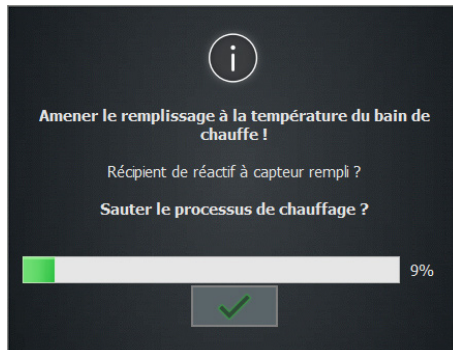 Amener le remplissage à la température du bain de
chauffe !
Récipient de réactif à capteur rempli ?
Sauter le processus de chauffage ?
9%